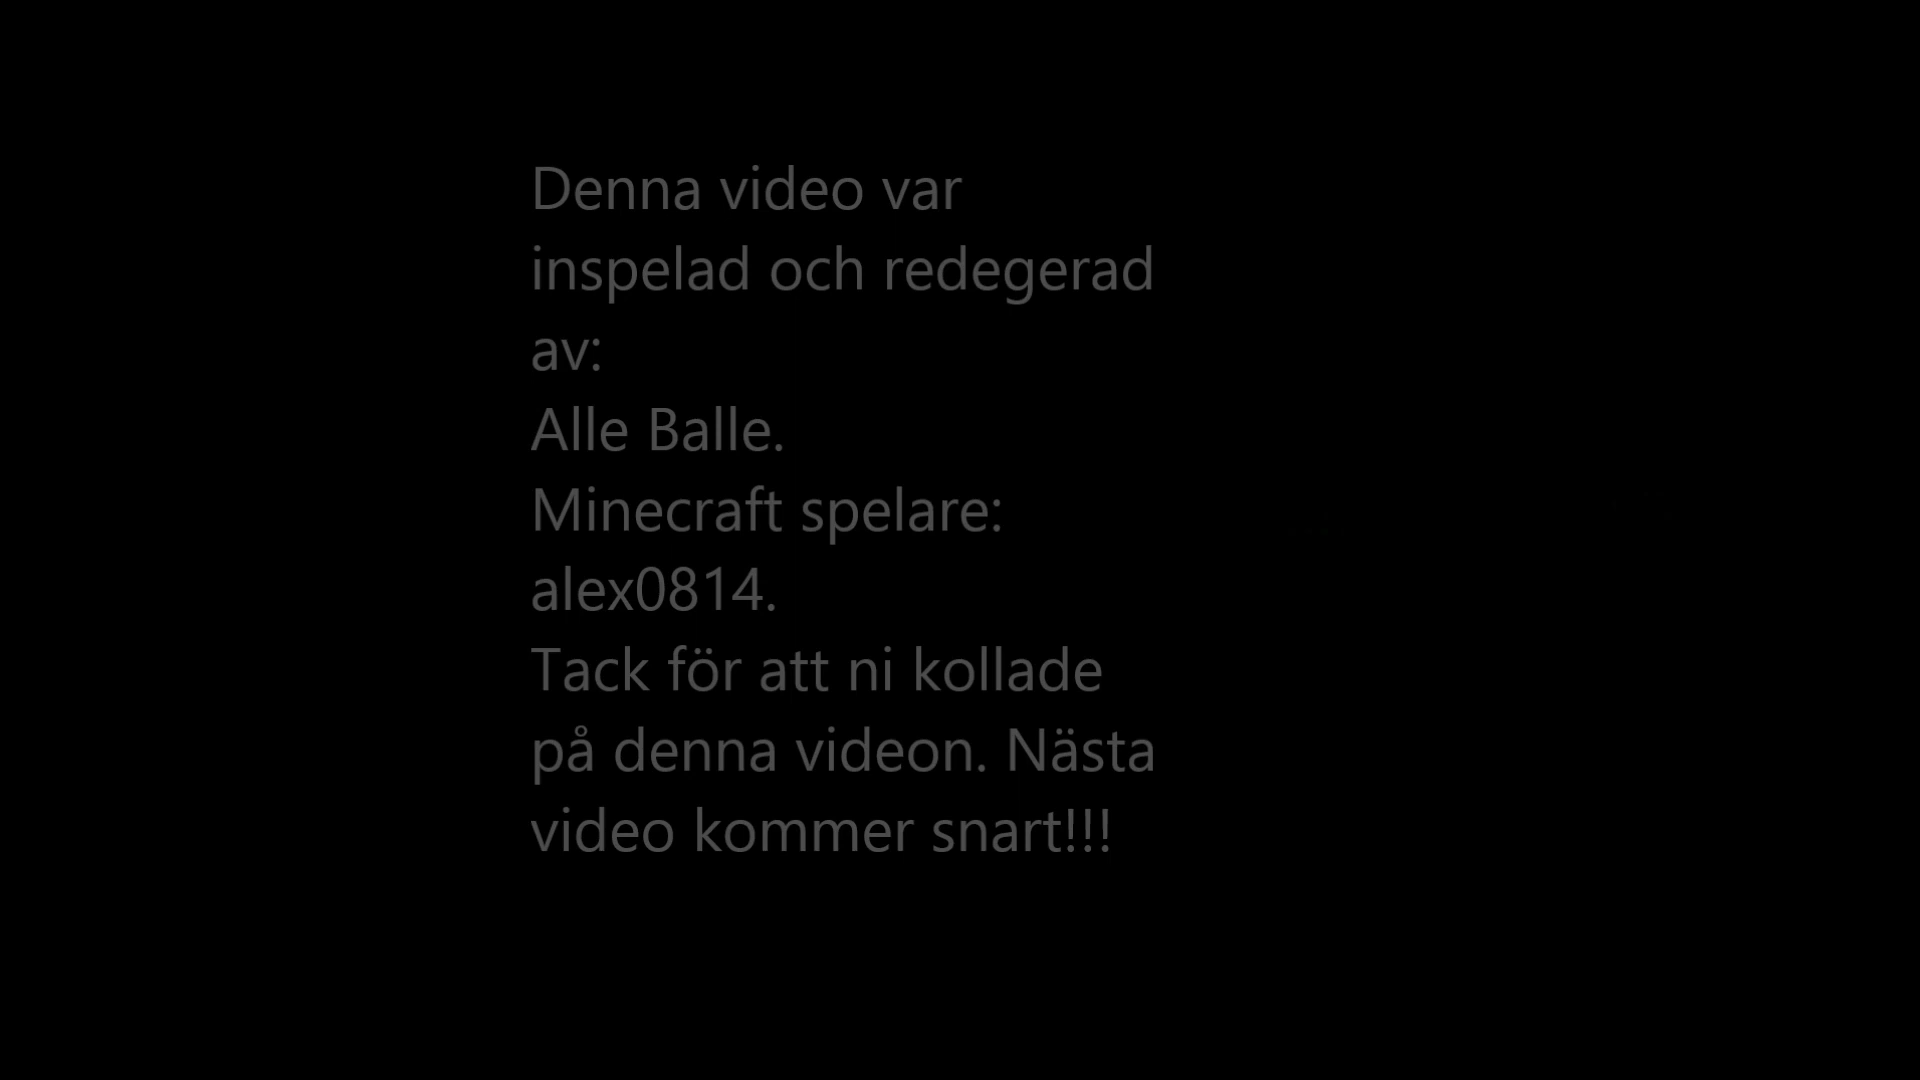 Denna video var
inspelad och redegerad
av:
Alle Balle.
Minecraft spelare:
alex0814.
Tack för att ni kollade
på denna videon. Nästa
video kommer snart!!!